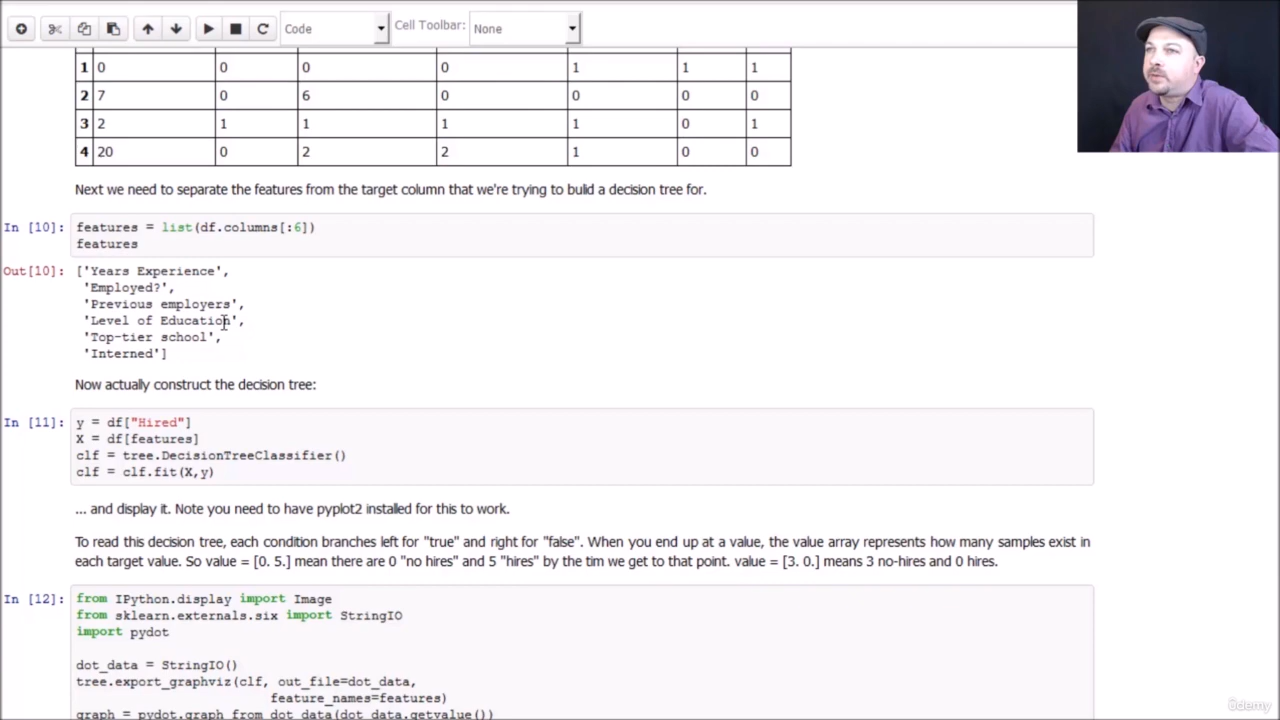 Code
Cell Toolbar:
None
1 0 0 0 0 1 1 1
2 7 0 6 0 0 0 0
3 2 1 1 1 1 0 1
4 20 0 2 2 1 0 0
Next we need to separate the features from the target column that we're trying to bulid a decision tree for.
In [10]: features = list(df.columns[:6])
features
Out[10]: ['Years Experience',
'Employed?',
'Previous employers',
'Level of Education',
'Top-tier school',
'Interned']
Now actually construct the decision tree:
In [11]: y = df["Hired"]
X = df[features]
clf = tree.DecisionTreeClassifier()
clf = clf.fit(X,y)
... and display it. Note you need to have pyplot2 installed for this to work.
To read this decision tree, each condition branches left for "true" and right for "false". When you end up at a value, the value array represents how many samples exist in
each target value. So value = [0. 5.] mean there are 0 "no hires" and 5 "hires" by the tim we get to that point. value = [3. 0.] means 3 no-hires and 0 hires.
In [12]: from IPython.display import Image
from sklearn.externals.six import StringIO
import pydot
dot_data = StringIO()
tree.export_graphviz(clf, out_file=dot_data,
feature_names=features)
graph = pydot.graph_from_dot_data(dot_data.getvalue())
ûdemy